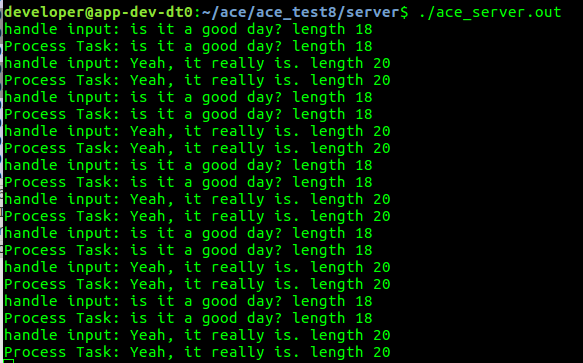 developer@app-dev-dt0:~/ace/ace_test8/server$ ./ace_server.out
handle input: is it a good day? length 18
Process Task: is it a good day? length 18
handle input: Yeah, it really is. length 20
Process Task: Yeah, it really is. length 20
handle input: is it a good day? length 18
Process Task: is it a good day? length 18
handle input: Yeah, it really is. length 20
Process Task: Yeah, it really is. length 20
handle input: is it a good day? length 18
Process Task: is it a good day? length 18
handle input: Yeah, it really is. length 20
Process Task: Yeah, it really is. length 20
handle input: is it a good day? length 18
Process Task: is it a good day? length 18
handle input: Yeah, it really is. length 20
Process Task: Yeah, it really is. length 20
handle input: is it a good day? length 18
Process Task: is it a good day? length 18
handle input: Yeah, it really is. length 20
Process Task: Yeah, it really is. length 20